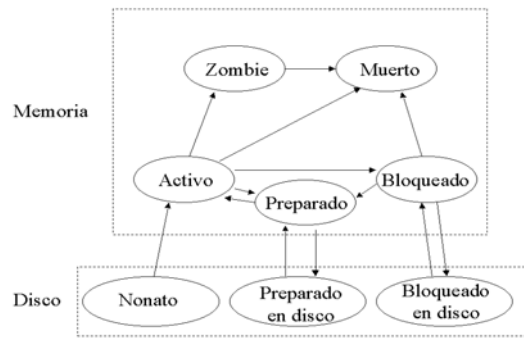 Zombie
Muerto
Memoria
Activo
Bloqueado
Preparado
Disco
Nonato
Preparado
en disco
Bloqueado
en disco